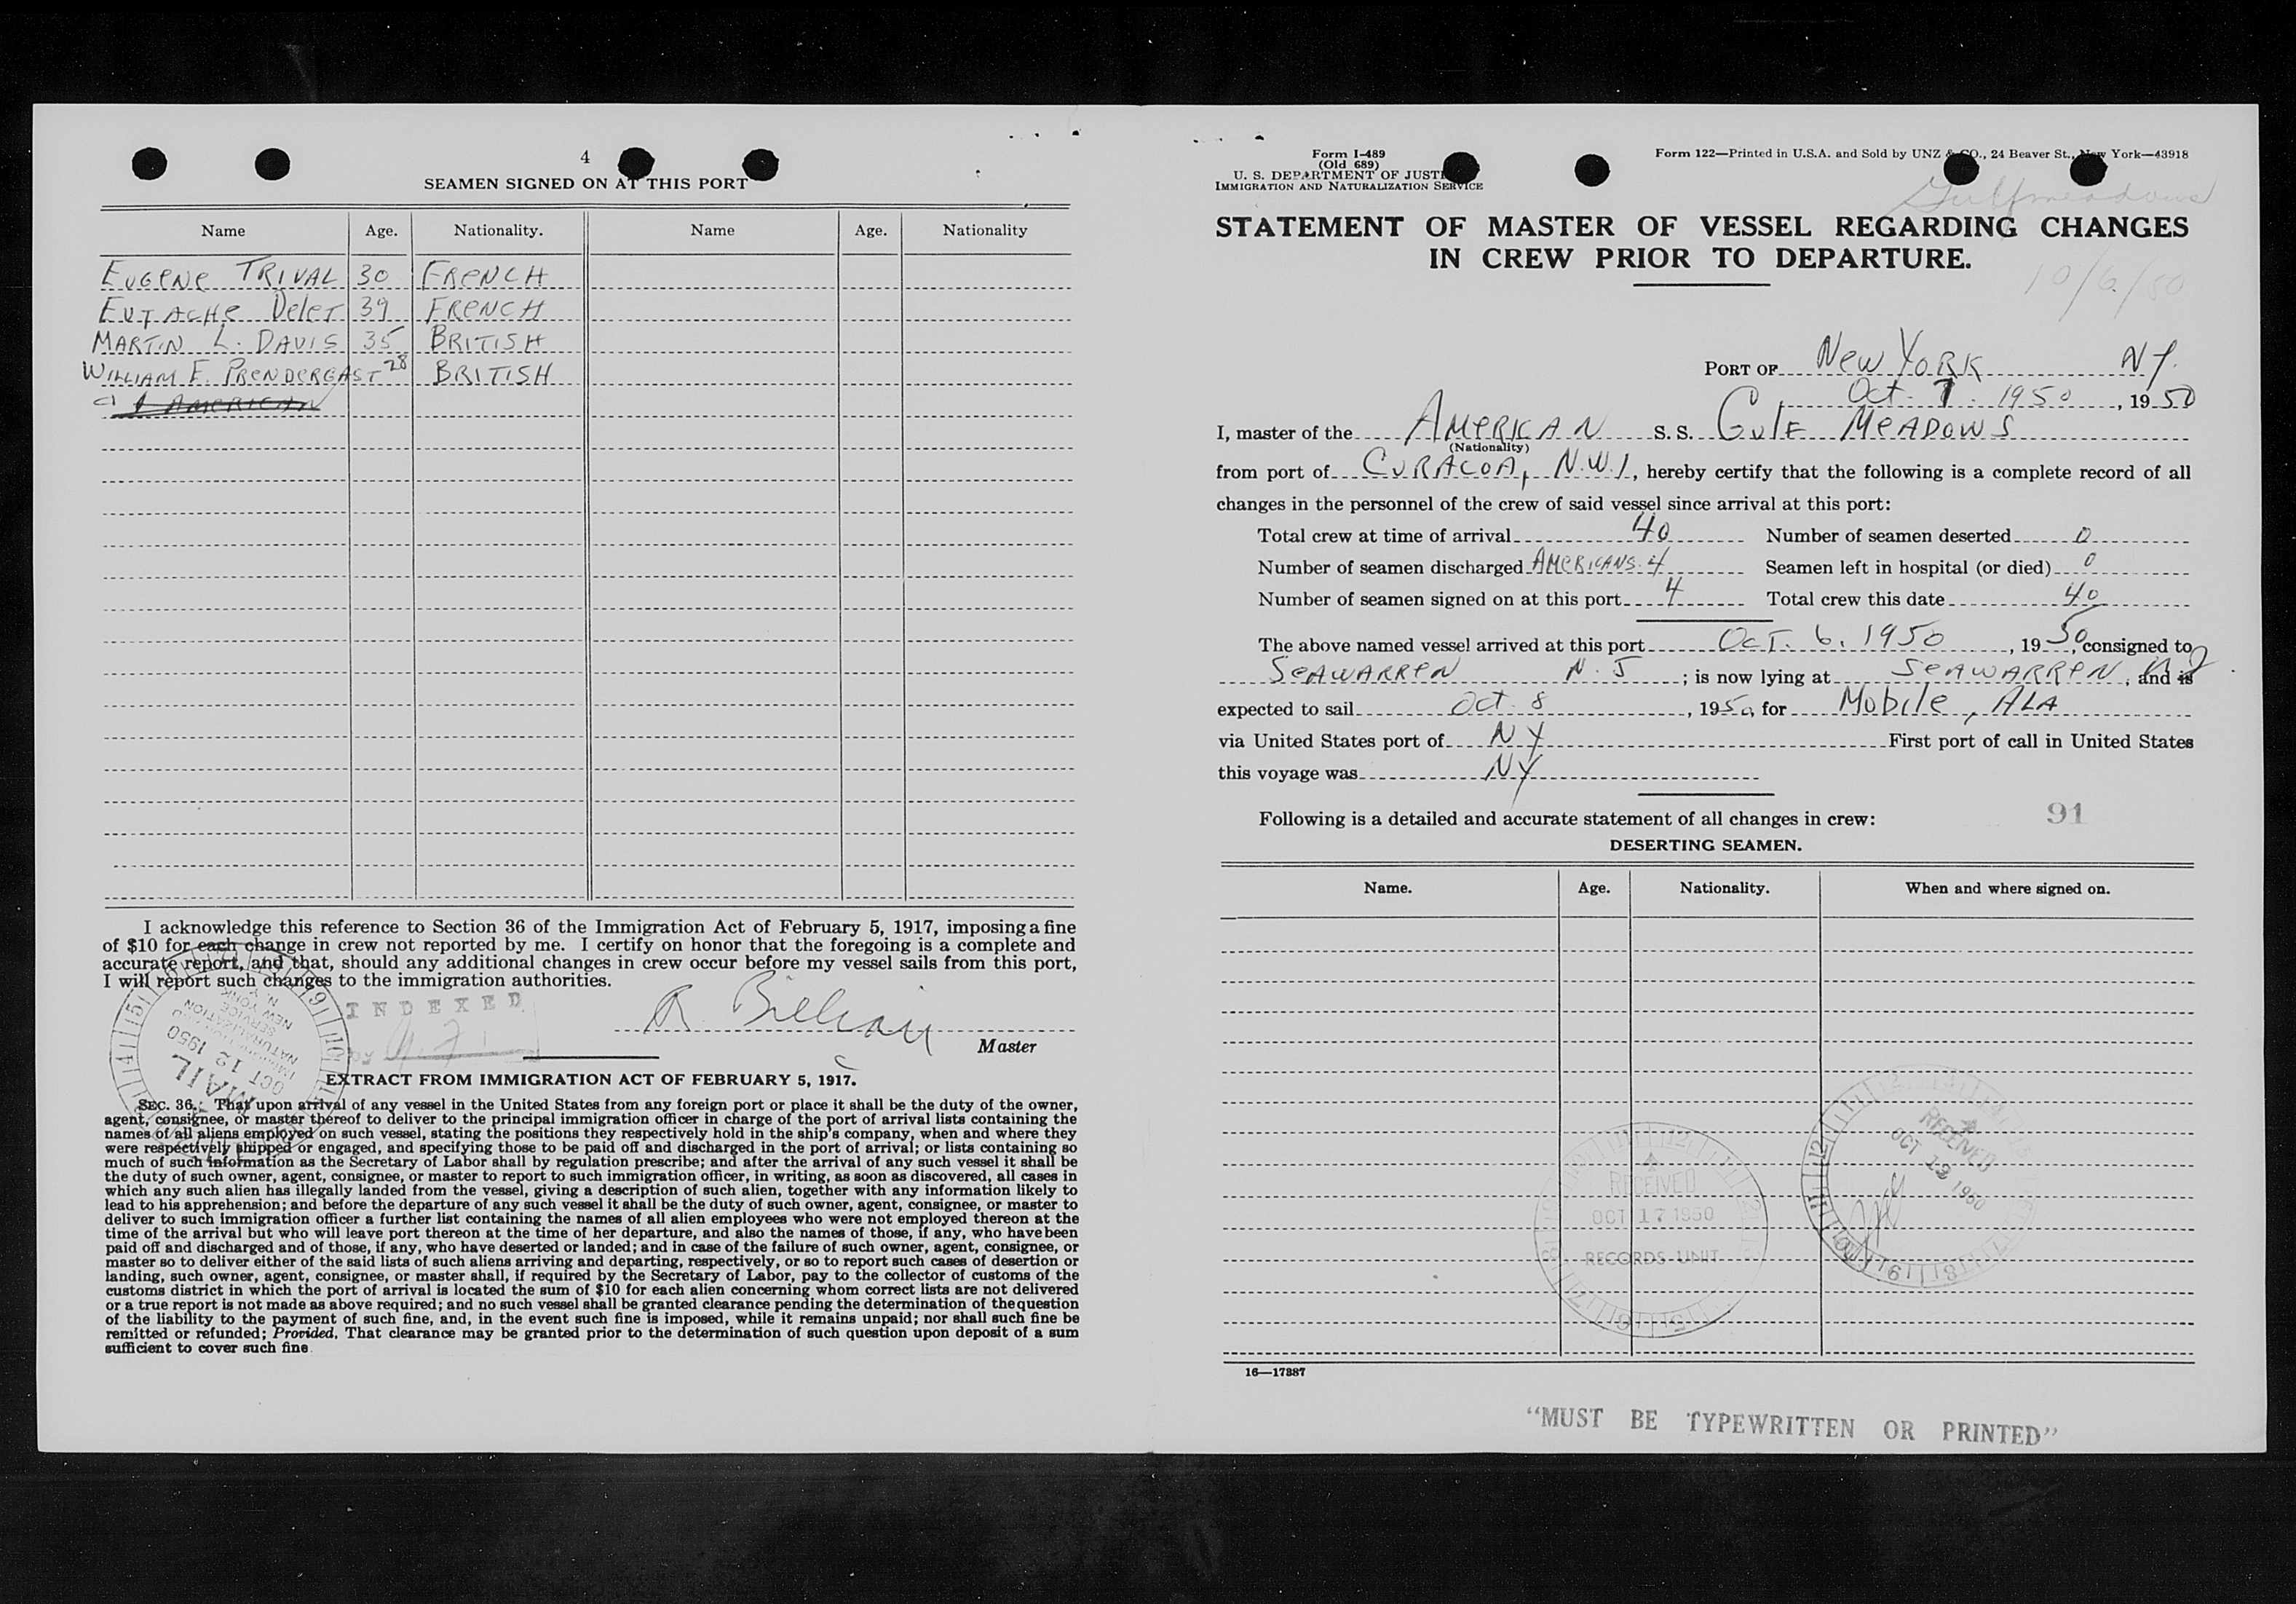 4
SEAMEN SIGNED ON AT THIS PORT
Name Age. Nationality. Name Age. Nationality
EUGENE TRIVAL 30 FRENCH
EUTACHE Deler 39 FRENCH
MARTIN L. DAVIS 35 BRITISH
WILLIAM E. PRENDERGAST 28 BRITISH
AMERICAN
I acknowledge this reference to Section 36 of the Immigration Act of February 5, 1917, imposing a fine
of $10 for each change in crew not reported by me. I certify on honor that the foregoing is a complete and
accurate report, and that, should any additional changes in crew occur before my vessel sails from this port,
I will report such changes to the immigration authorities.
INDEXED
by
Master
MAIL
OCT 12 1950
IMMIGRATION
NATURALIZATION
SERVICE
NEW YORK
N. Y.
EXTRACT FROM IMMIGRATION ACT OF FEBRUARY 5, 1917.
SEC. 36. That upon arrival of any vessel in the United States from any foreign port or place it shall be the duty of the owner,
agent, consignee, or master thereof to deliver to the principal immigration officer in charge of the port of arrival lists containing the
names of all aliens employed on such vessel, stating the positions they respectively hold in the ship's company, when and where they
were respectively shipped or engaged, and specifying those to be paid off and discharged in the port of arrival; or lists containing so
much of such information as the Secretary of Labor shall by regulation prescribe; and after the arrival of any such vessel it shall be
the duty of such owner, agent, consignee, or master to report to such immigration officer, in writing, as soon as discovered, all cases in
which any such alien has illegally landed from the vessel, giving a description of such alien, together with any information likely to
lead to his apprehension; and before the departure of any such vessel it shall be the duty of such owner, agent, consignee, or master to
deliver to such immigration officer a further list containing the names of all alien employees who were not employed thereon at the
time of the arrival but who will leave port thereon at the time of her departure, and also the names of those, if any, who have been
paid off and discharged and of those, if any, who have deserted or landed; and in case of the failure of such owner, agent, consignee, or
master so to deliver either of the said lists of such aliens arriving and departing, respectively, or so to report such cases of desertion or
landing, such owner, agent, consignee, or master shall, if required by the Secretary of Labor, pay to the collector of customs of the
customs district in which the port of arrival is located the sum of $10 for each alien concerning whom correct lists are not delivered
or a true report is not made as above required; and no such vessel shall be granted clearance pending the determination of the question
of the liability to the payment of such fine, and, in the event such fine is imposed, while it remains unpaid; nor shall such fine be
remitted or refunded; Provided, That clearance may be granted prior to the determination of such question upon deposit of a sum
sufficient to cover such fine.
Form I-489
(Old 689)
U. S. DEPARTMENT OF JUSTICE
IMMIGRATION AND NATURALIZATION SERVICE
Form 122—Printed in U.S.A. and Sold by UNZ & CO., 24 Beaver St., New York—43918
Gulfmeadows
STATEMENT OF MASTER OF VESSEL REGARDING CHANGES
IN CREW PRIOR TO DEPARTURE.
10/6/50
PORT OF New YORK NY.
Oct. 7. 1950, 1950
I, master of the AMERICAN S. S. GULF MEADOWS
(Nationality)
from port of CURACOA, N.W.I., hereby certify that the following is a complete record of all
changes in the personnel of the crew of said vessel since arrival at this port:
Total crew at time of arrival 40 Number of seamen deserted 0
Number of seamen discharged AMERICANS. 4 Seamen left in hospital (or died) 0
Number of seamen signed on at this port 4 Total crew this date 40
The above named vessel arrived at this port OCT. 6. 1950, 1950, consigned to
SEAWARREN N. J; is now lying at SEAWARREN NJ, and is
expected to sail Oct. 8, 1950, for Mobile, ALA
via United States port of NY First port of call in United States
this voyage was NY
Following is a detailed and accurate statement of all changes in crew:
91
DESERTING SEAMEN.
Name. Age. Nationality. When and where signed on.
RECEIVED
OCT 17 1950
RECORDS UNIT
RECEIVED
OCT 1950
16—17387
"MUST BE TYPEWRITTEN OR PRINTED"